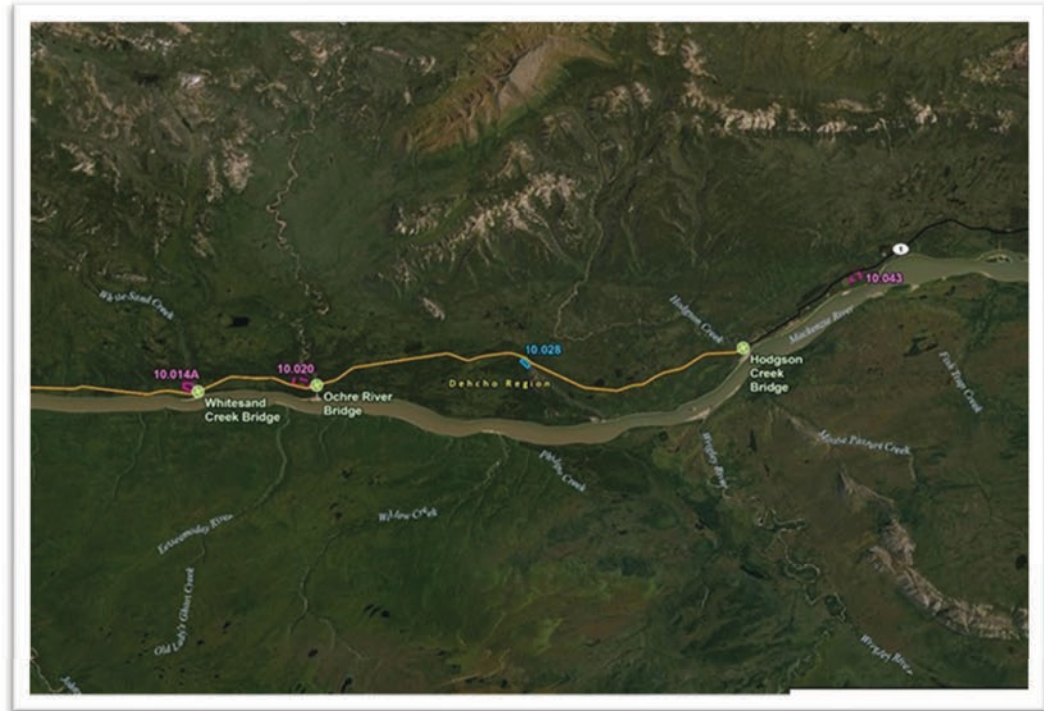 1
10.043
White Sand Creek
Hodgson Creek
Mackenzie River
10.028
10.014A
10.020
Dehcho Region
Hodgson
Creek
Bridge
Whitesand
Creek Bridge
Ochre River
Bridge
Fish Trap Creek
Wrigley River
Creek
Willow Creek
River
Old Lady's Ghost Creek
Wrigley River